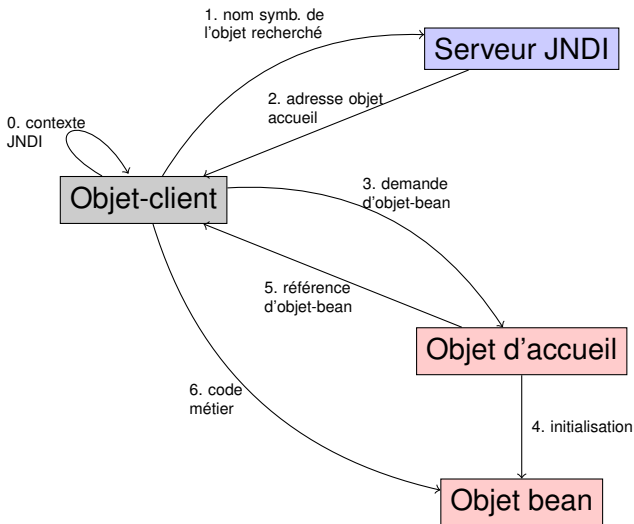 1. nom symb. de
l'objet recherché
Serveur JNDI
2. adresse objet
accueil
0. contexte
JNDI
Objet-client
3. demande
d'objet-bean
5. référence
d'objet-bean
Objet d'accueil
6. code
métier
4. initialisation
Objet bean